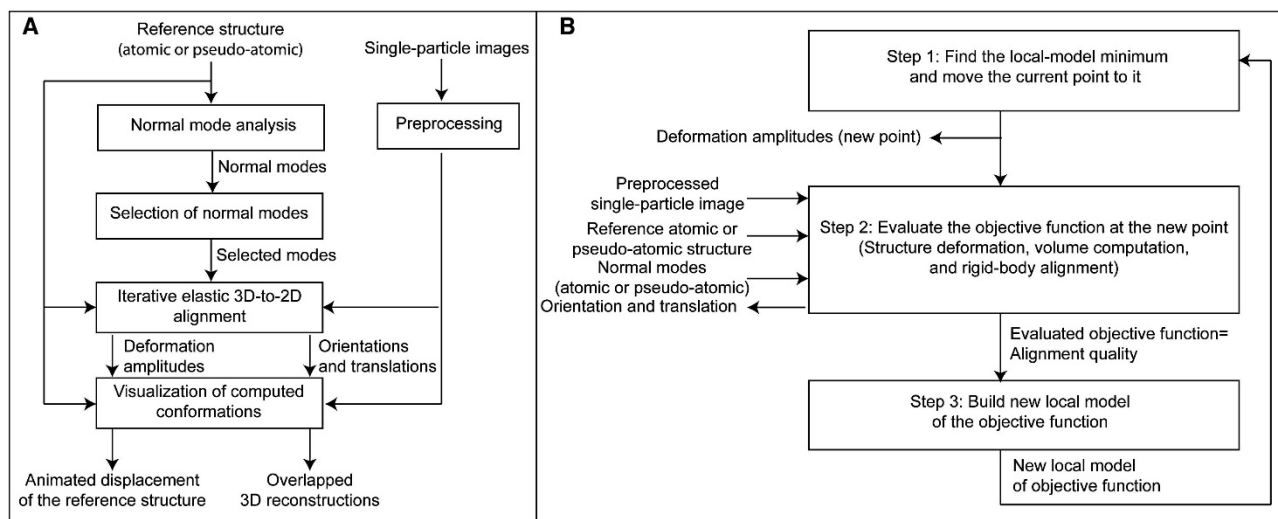 A
Reference structure
(atomic or pseudo-atomic)
Single-particle images
Normal mode analysis
Preprocessing
Normal modes
Selection of normal modes
Selected modes
Iterative elastic 3D-to-2D
alignment
Deformation
amplitudes
Orientations
and translations
Visualization of computed
conformations
Animated displacement
of the reference structure
Overlapped
3D reconstructions
B
Step 1: Find the local-model minimum
and move the current point to it
Deformation amplitudes (new point)
Preprocessed
single-particle image
Reference atomic or
pseudo-atomic structure
Normal modes
(atomic or pseudo-atomic)
Orientation and translation
Step 2: Evaluate the objective function at the new point
(Structure deformation, volume computation,
and rigid-body alignment)
Evaluated objective function=
Alignment quality
Step 3: Build new local model
of the objective function
New local model
of objective function